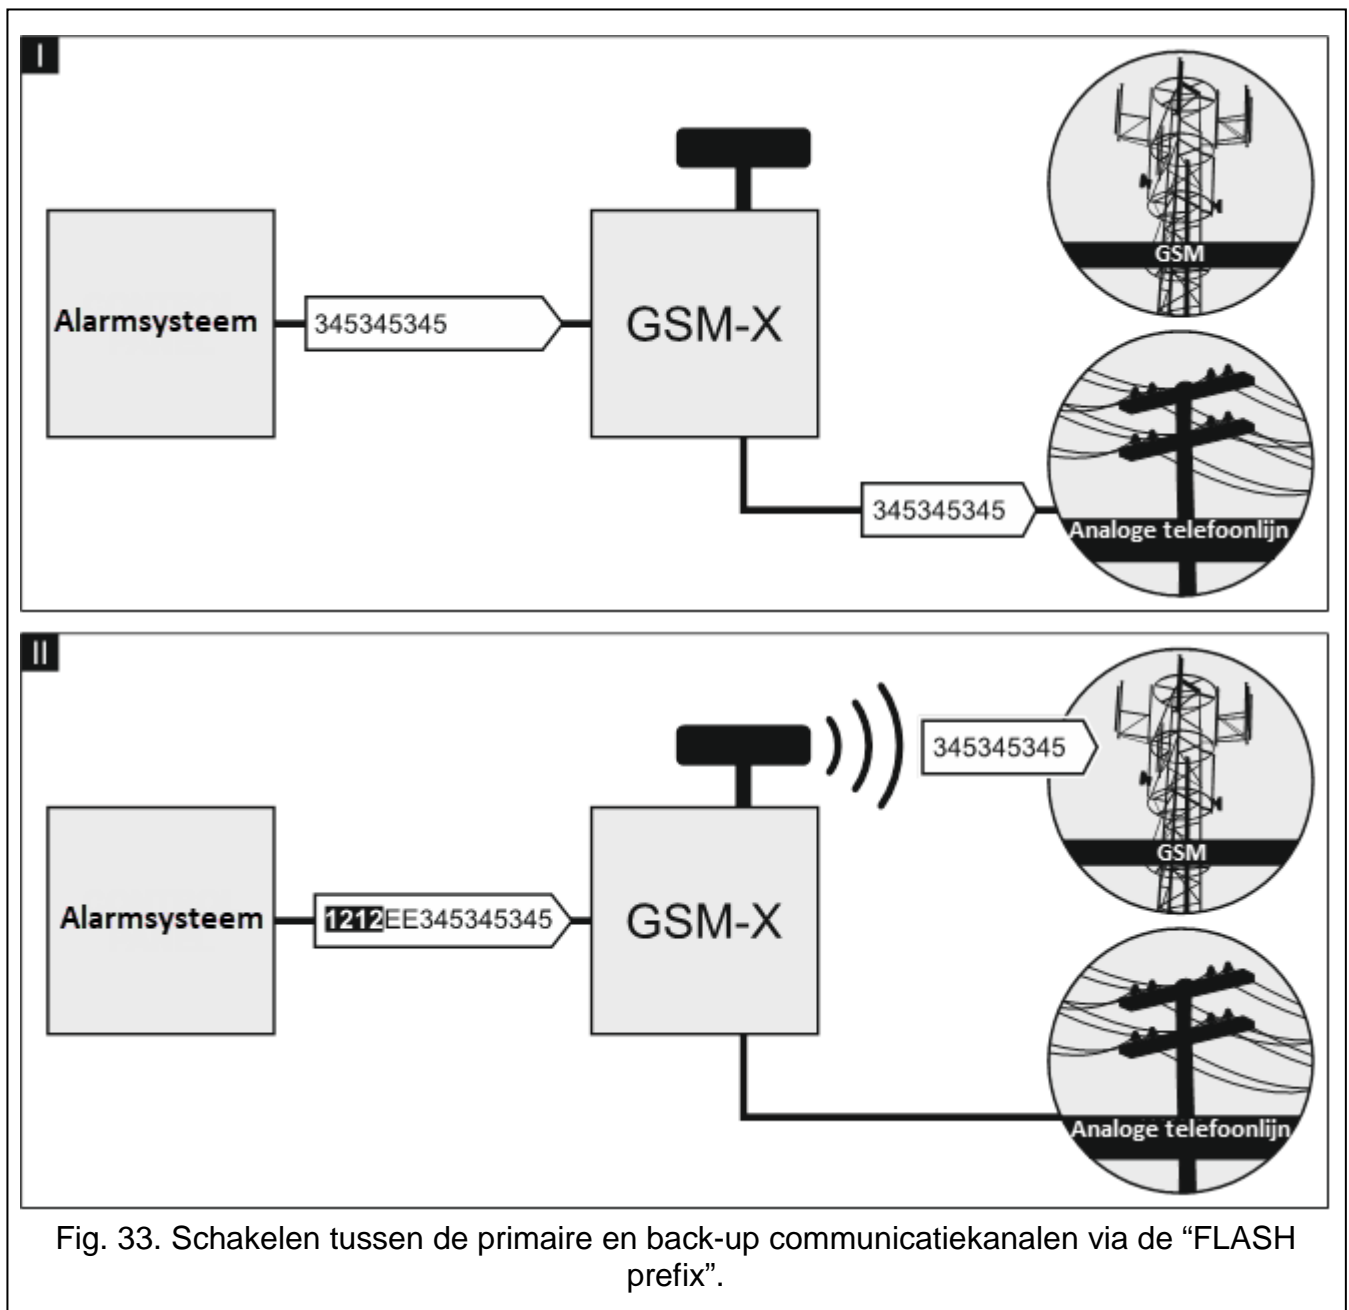 I
GSM
Alarmsysteem
345345345
GSM-X
345345345
Analoge telefoonlijn
II
345345345
GSM
Alarmsysteem
1212EE345345345
GSM-X
Analoge telefoonlijn
Fig. 33. Schakelen tussen de primaire en back-up communicatiekanalen via de “FLASH
prefix”.